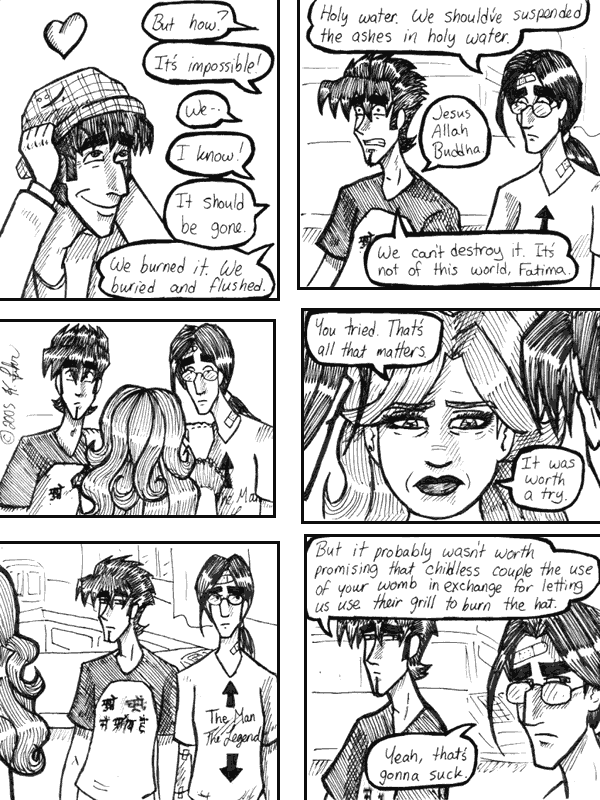 But how?
It's impossible!
We--
I know!
It should
be gone.
We burned it. We
buried and flushed.
Holy water. We should've suspended
the ashes in holy water.
Jesus
Allah
Buddha.
We can't destroy it. It's
not of this world, Fatima.
©2005 K.
The Man
You tried. That's
all that matters.
It was
worth
a try.
The Man
The Legend
But it probably wasn't worth
promising that childless couple the use
of your womb in exchange for letting
us use their grill to burn the hat.
Yeah, that's
gonna suck.